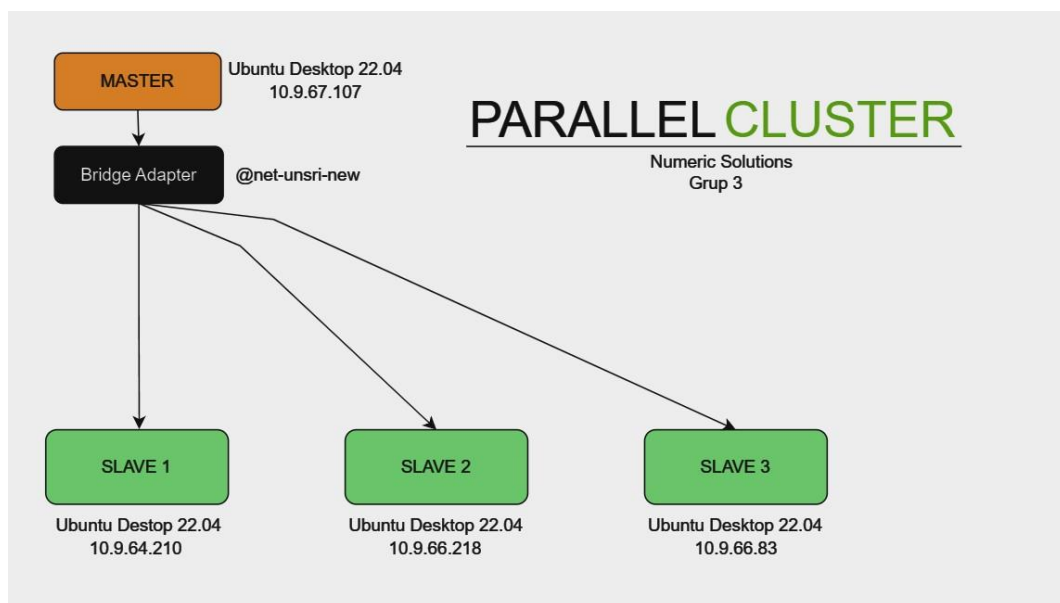 MASTER
Ubuntu Desktop 22.04
10.9.67.107
PARALLEL CLUSTER
Numeric Solutions
Grup 3
Bridge Adapter
@net-unsri-new
SLAVE 1
SLAVE 2
SLAVE 3
Ubuntu Destop 22.04
10.9.64.210
Ubuntu Desktop 22.04
10.9.66.218
Ubuntu Desktop 22.04
10.9.66.83